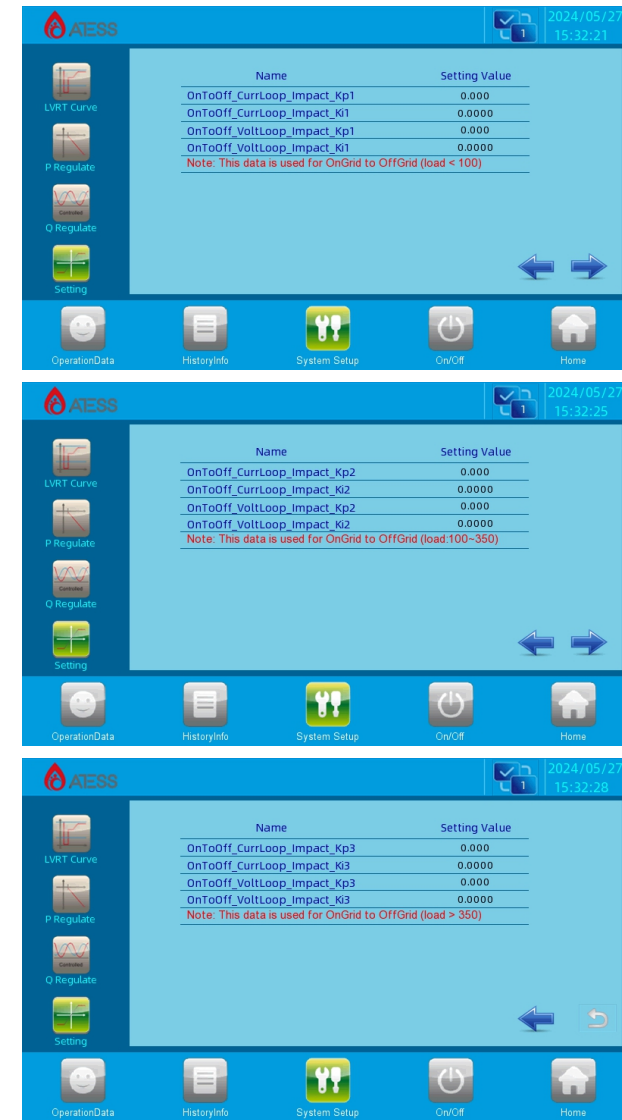 ATESS
1
2024/05/27
15:32:21
Name Setting Value
OnToOff_CurrLoop_Impact_Kp1 0.000
OnToOff_CurrLoop_Impact_Ki1 0.0000
OnToOff_VoltLoop_Impact_Kp1 0.000
OnToOff_VoltLoop_Impact_Ki1 0.0000
Note: This data is used for OnGrid to OffGrid (load < 100)
LVRT Curve
P Regulate
Controlled
Q Regulate
Setting
OperationData HistoryInfo System Setup On/Off Home
ATESS
1
2024/05/27
15:32:25
Name Setting Value
OnToOff_CurrLoop_Impact_Kp2 0.000
OnToOff_CurrLoop_Impact_Ki2 0.0000
OnToOff_VoltLoop_Impact_Kp2 0.000
OnToOff_VoltLoop_Impact_Ki2 0.0000
Note: This data is used for OnGrid to OffGrid (load:100~350)
LVRT Curve
P Regulate
Controlled
Q Regulate
Setting
OperationData HistoryInfo System Setup On/Off Home
ATESS
1
2024/05/27
15:32:28
Name Setting Value
OnToOff_CurrLoop_Impact_Kp3 0.000
OnToOff_CurrLoop_Impact_Ki3 0.0000
OnToOff_VoltLoop_Impact_Kp3 0.000
OnToOff_VoltLoop_Impact_Ki3 0.0000
Note: This data is used for OnGrid to OffGrid (load > 350)
LVRT Curve
P Regulate
Controlled
Q Regulate
Setting
OperationData HistoryInfo System Setup On/Off Home